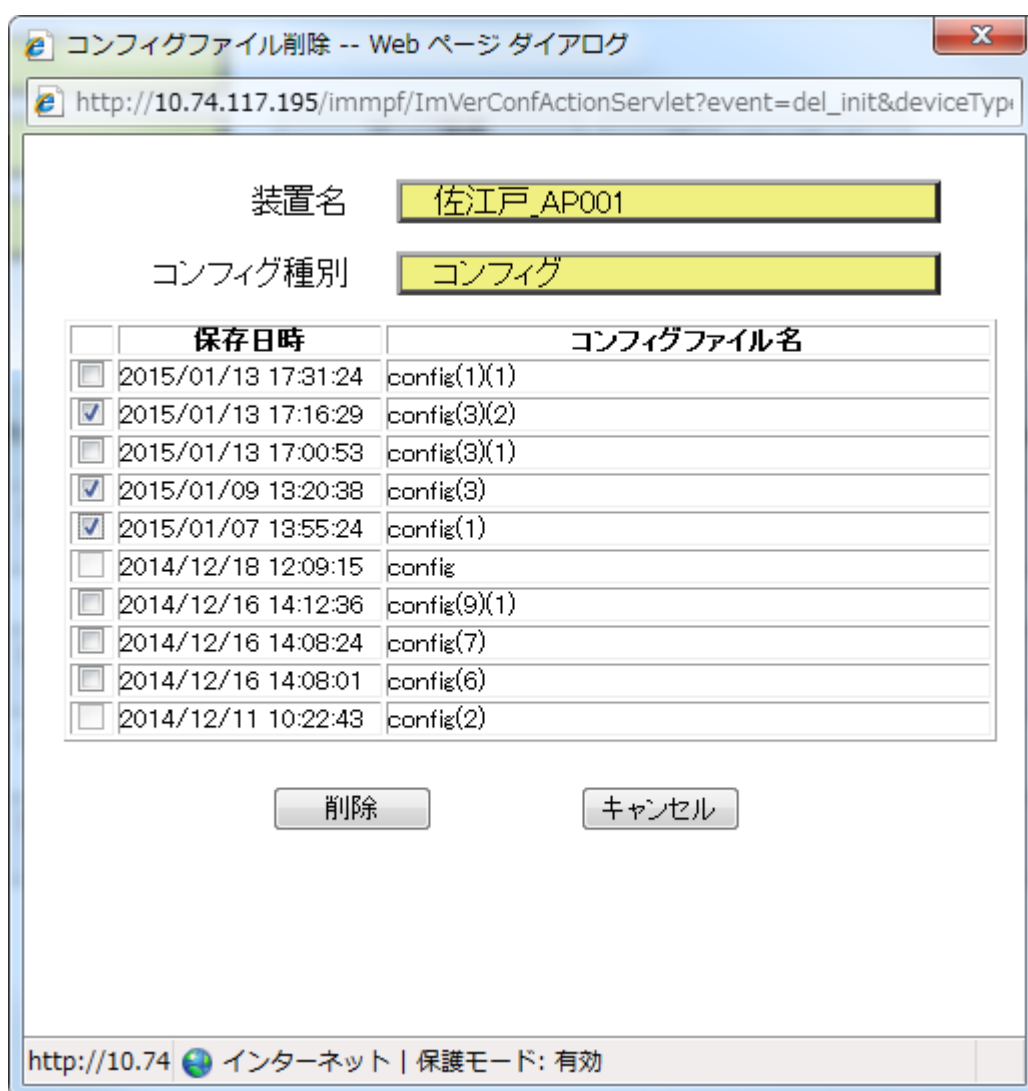 コンフィグファイル削除 -- Web ページ ダイアログ
http://10.74.117.195/immpf/ImVerConfActionServlet?event=del_init&deviceTyp
装置名 佐江戸_AP001
コンフィグ種別 コンフィグ
保存日時 コンフィグファイル名
2015/01/13 17:31:24 config(1)(1)
2015/01/13 17:16:29 config(3)(2)
2015/01/13 17:00:53 config(3)(1)
2015/01/09 13:20:38 config(3)
2015/01/07 13:55:24 config(1)
2014/12/18 12:09:15 config
2014/12/16 14:12:36 config(9)(1)
2014/12/16 14:08:24 config(7)
2014/12/16 14:08:01 config(6)
2014/12/11 10:22:43 config(2)
削除 キャンセル
http://10.74 インターネット | 保護モード: 有効